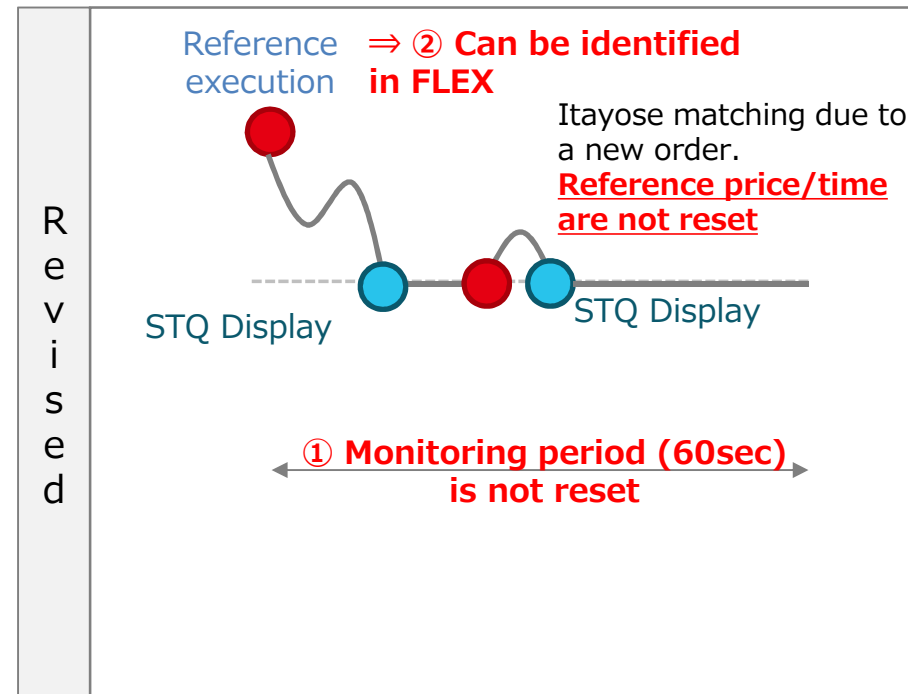 Revised
Reference execution
⇒ ② Can be identified
in FLEX
Itayose matching due to
a new order.
Reference price/time
are not reset
STQ Display
STQ Display
① Monitoring period (60sec)
is not reset